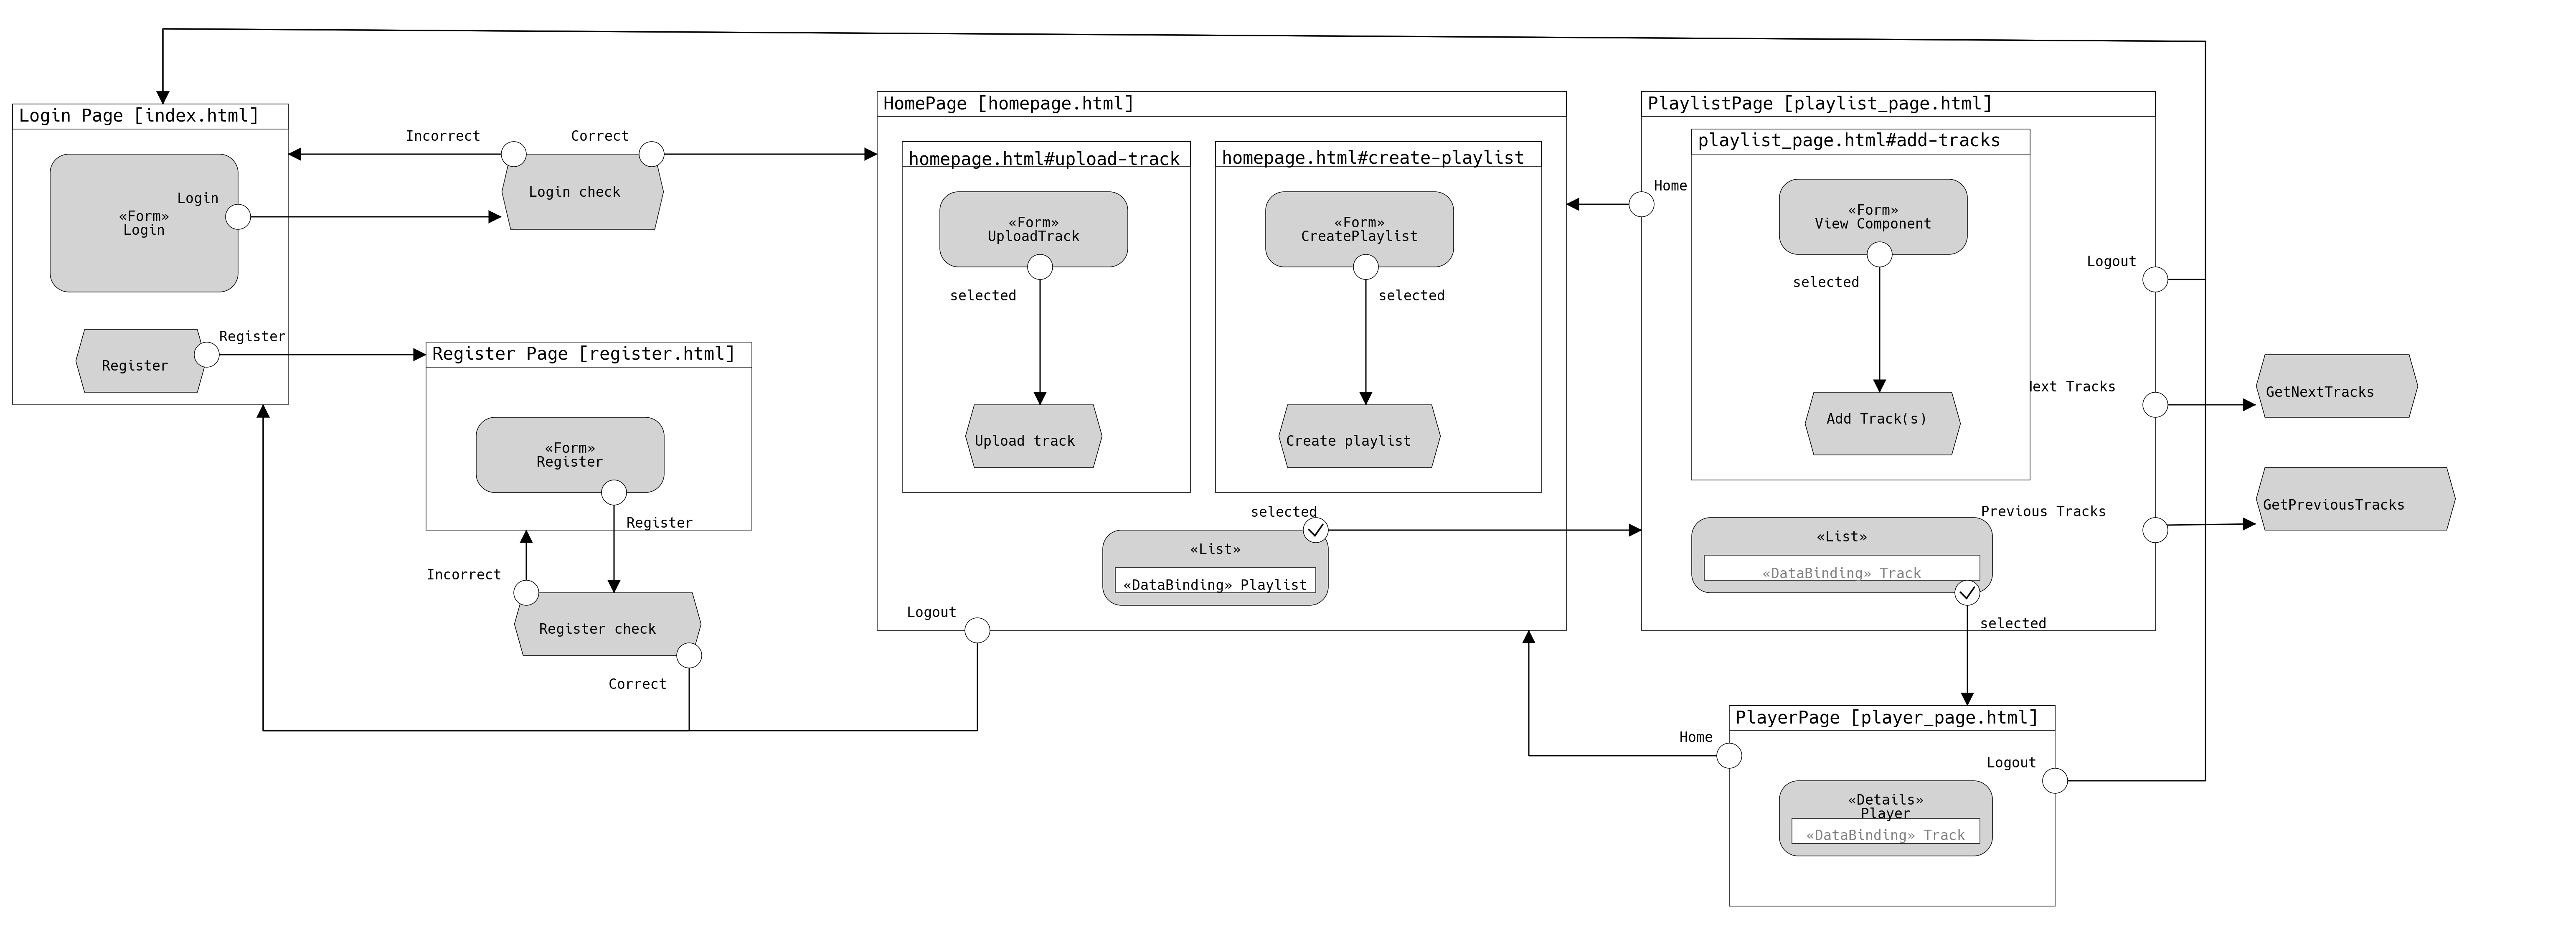 Login Page [index.html]
Login
«Form»
Login
Register
Register
Incorrect
Correct
Login check
Register Page [register.html]
«Form»
Register
Register
Incorrect
Register check
Correct
HomePage [homepage.html]
homepage.html#upload-track
«Form»
UploadTrack
selected
Upload track
homepage.html#create-playlist
«Form»
CreatePlaylist
selected
Create playlist
selected
«List»
«DataBinding» Playlist
Logout
PlaylistPage [playlist_page.html]
Home
playlist_page.html#add-tracks
«Form»
View Component
selected
Add Track(s)
Logout
Tracks
GetNextTracks
Previous Tracks
GetPreviousTracks
«List»
«DataBinding» Track
selected
PlayerPage [player_page.html]
Home
Logout
«Details»
Player
«DataBinding» Track